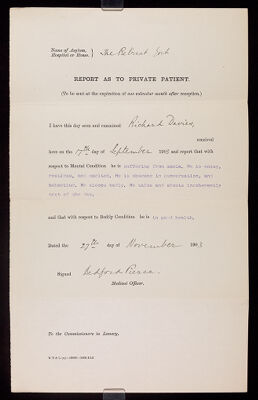 Name of Asylum, Hospital or House. } The Retreat York
REPORT AS TO PRIVATE PATIENT.
(To be sent at the expiration of one calendar month after reception.)
I have this day seen and examined Richard Davies,
received
here on the 17th day of September 190 and report that with
respect to Mental Condition he is suffering from mania. He is noisy,
restless, and excited. He is obscene in conversation, and
behaviour. He sleeps badly. He talks and shouts incoherently
most of the day.
and that with respect to Bodily Condition he is in good health.
Dated the 27th day of November 190
Signed Bedford Pierce
Medical Officer.
To the Commissioners in Lunacy.